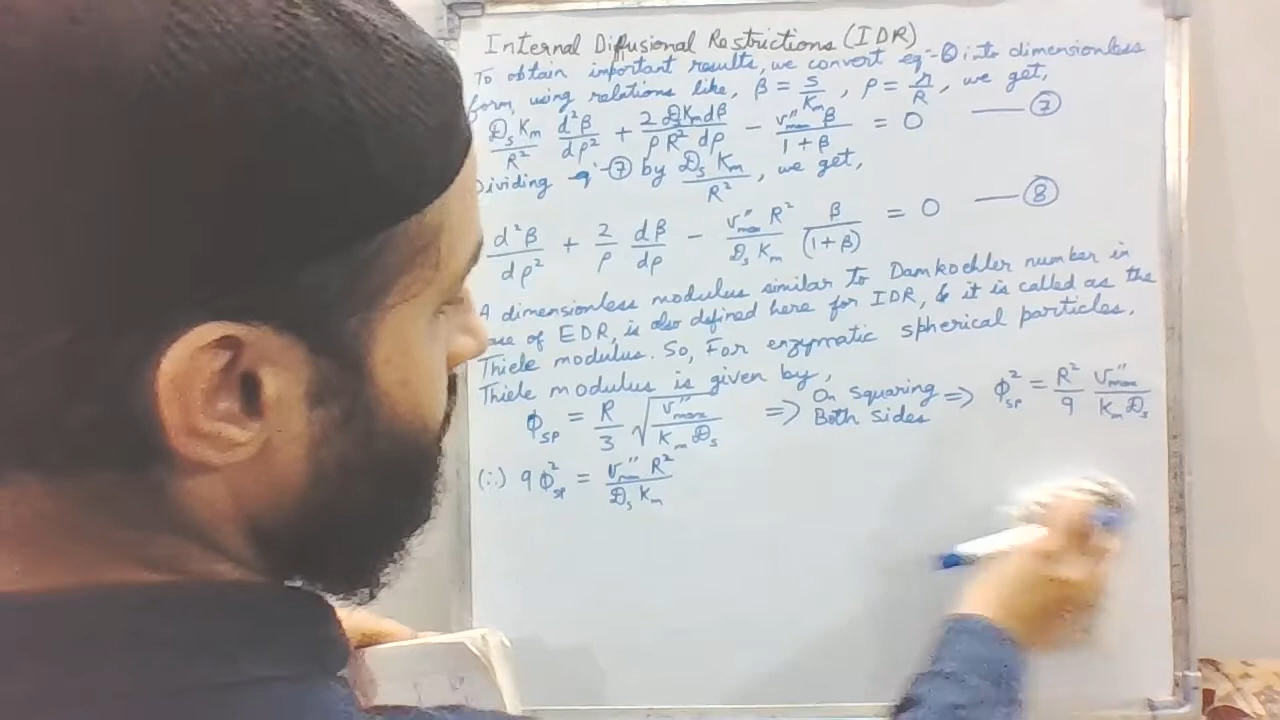 Internal Diffusional Restrictions (IDR)
To obtain important results, we convert eqⁿ-⑥ into dimensionless
form, using relations like, β = s/Km , ρ = r/R , we get,
𝒟s Km/R² d²β/dρ² + 2 𝒟s Km dβ/ρ R² dρ − v''max β/1 + β = 0 —— ⑦
Dividing eqⁿ-⑦ by 𝒟s Km/R² , we get,
d²β/dρ² + 2/ρ dβ/dρ − v''max R²/𝒟s Km β/(1+β) = 0 —— ⑧
A dimensionless modulus similar to Damkoehler number in
case of EDR, is also defined here for IDR, & it is called as the
Thiele modulus. So, For enzymatic spherical particles,
Thiele modulus is given by,
ϕsp = R/3 √(v''max/Km 𝒟s) ⇒ On Squaring Both Sides ⇒ ϕ²sp = R²/9 v''max/Km 𝒟s
(∴) 9 ϕ²sp = v''max R²/𝒟s Km